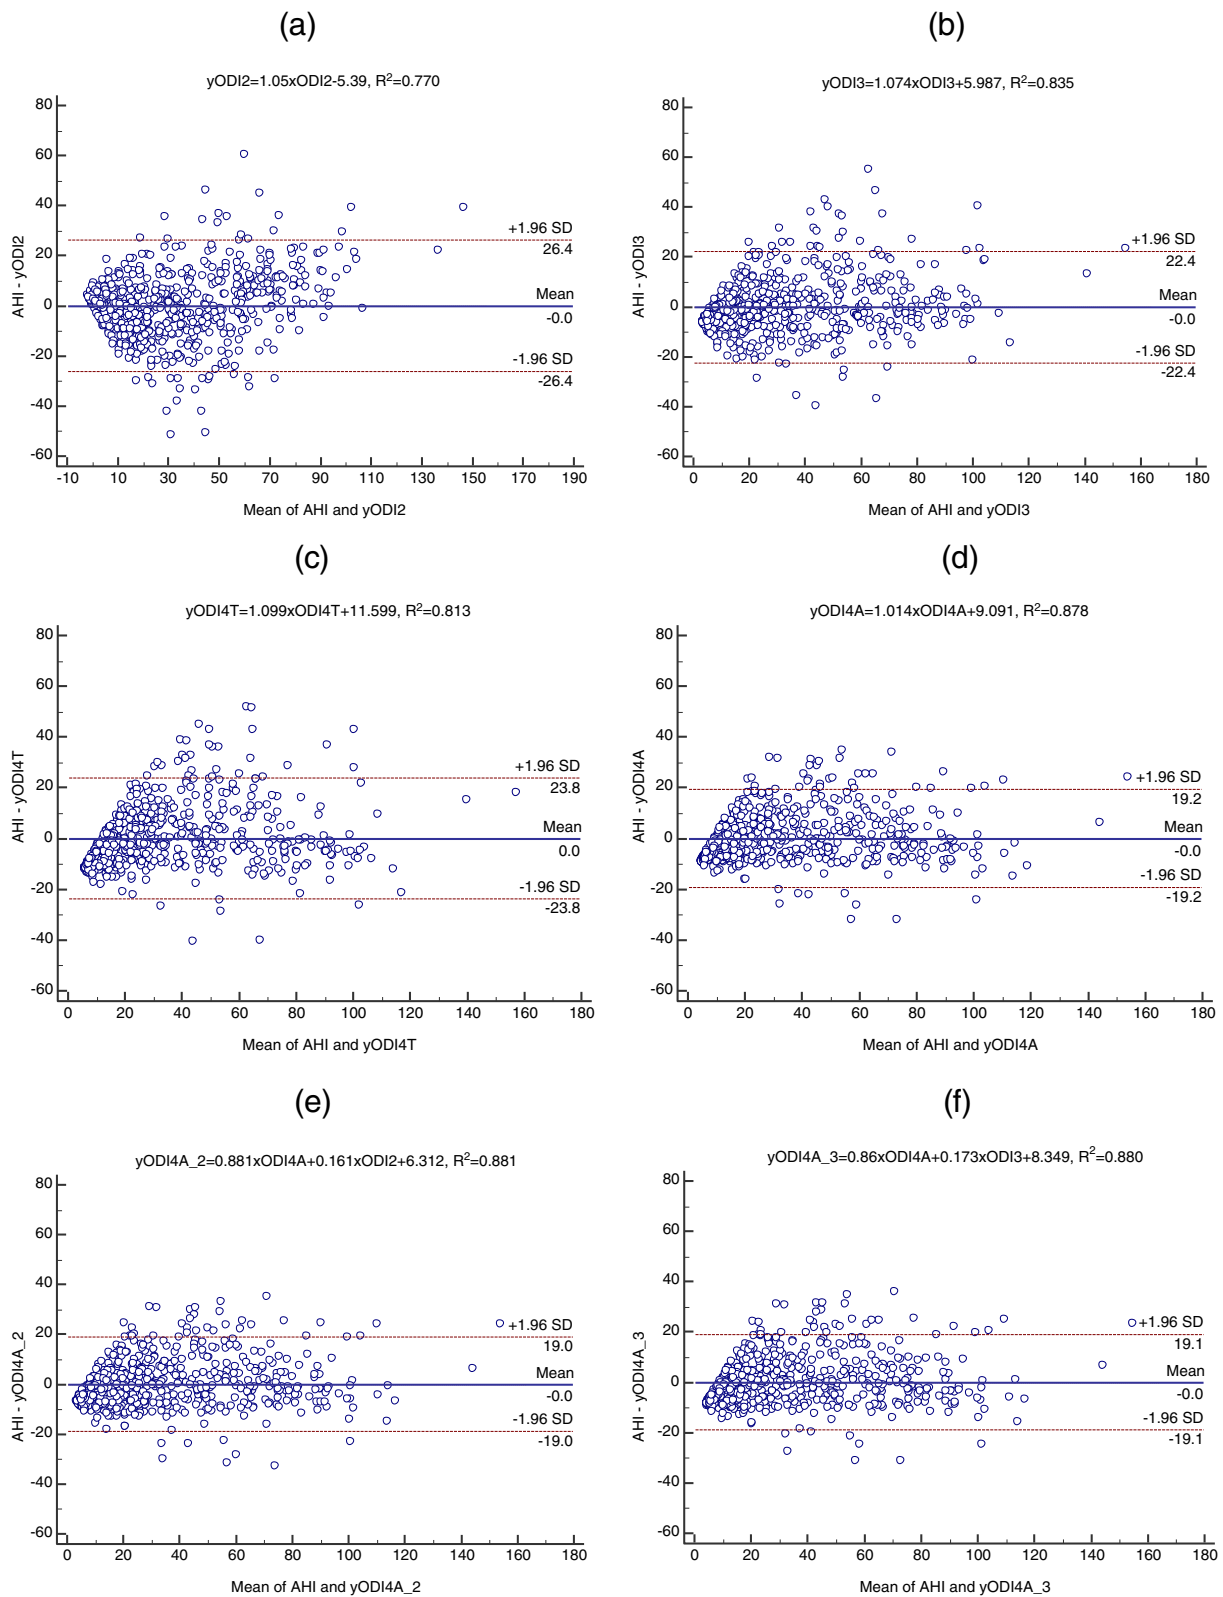 (a)
yODI2=1.05xODI2-5.39, R²=0.770
80
60
40
20
0
-20
-40
-60
AHI - yODI2
+1.96 SD
26.4
Mean
-0.0
-1.96 SD
-26.4
-10 10 30 50 70 90 110 130 150 170 190
Mean of AHI and yODI2
(b)
yODI3=1.074xODI3+5.987, R²=0.835
80
60
40
20
0
-20
-40
-60
AHI - yODI3
+1.96 SD
22.4
Mean
-0.0
-1.96 SD
-22.4
0 20 40 60 80 100 120 140 160 180
Mean of AHI and yODI3
(c)
yODI4T=1.099xODI4T+11.599, R²=0.813
80
60
40
20
0
-20
-40
-60
AHI - yODI4T
+1.96 SD
23.8
Mean
0.0
-1.96 SD
-23.8
0 20 40 60 80 100 120 140 160 180
Mean of AHI and yODI4T
(d)
yODI4A=1.014xODI4A+9.091, R²=0.878
80
60
40
20
0
-20
-40
-60
AHI - yODI4A
+1.96 SD
19.2
Mean
-0.0
-1.96 SD
-19.2
0 20 40 60 80 100 120 140 160 180
Mean of AHI and yODI4A
(e)
yODI4A_2=0.881xODI4A+0.161xODI2+6.312, R²=0.881
80
60
40
20
0
-20
-40
-60
AHI - yODI4A_2
+1.96 SD
19.0
Mean
-0.0
-1.96 SD
-19.0
0 20 40 60 80 100 120 140 160 180
Mean of AHI and yODI4A_2
(f)
yODI4A_3=0.86xODI4A+0.173xODI3+8.349, R²=0.880
80
60
40
20
0
-20
-40
-60
AHI - yODI4A_3
+1.96 SD
19.1
Mean
-0.0
-1.96 SD
-19.1
0 20 40 60 80 100 120 140 160 180
Mean of AHI and yODI4A_3